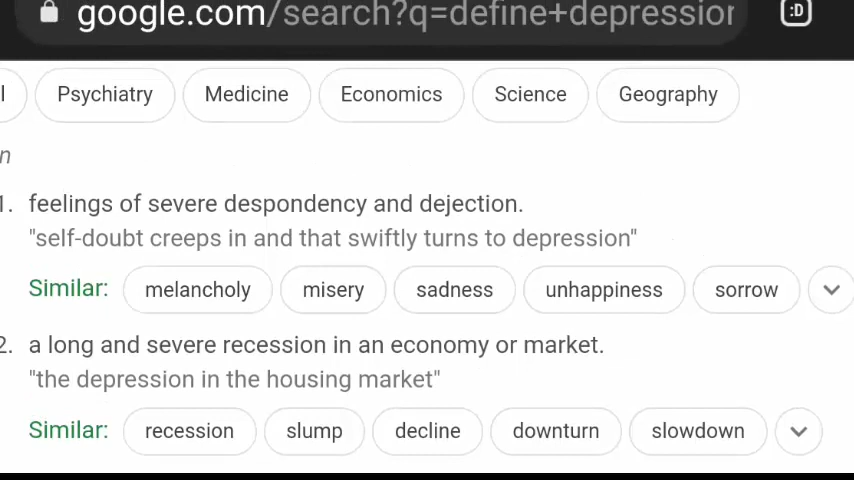 google.com/search?q=define+depression
:D
l Psychiatry Medicine Economics Science Geography
n
1. feelings of severe despondency and dejection.
"self-doubt creeps in and that swiftly turns to depression"
Similar: melancholy misery sadness unhappiness sorrow
2. a long and severe recession in an economy or market.
"the depression in the housing market"
Similar: recession slump decline downturn slowdown